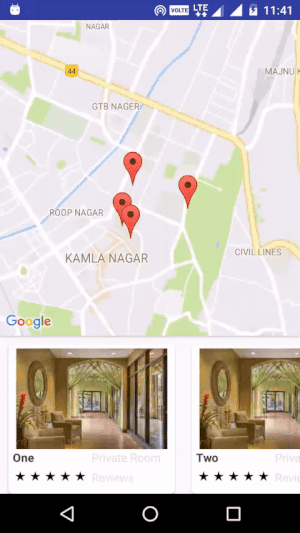 VOLTE LTE 11:41
NAGAR
44
MAJNU
GTB NAGER
ROOP NAGAR
KAMLA NAGAR
CIVIL LINES
Google
One Private Room
Reviews
Two Priva
Revie